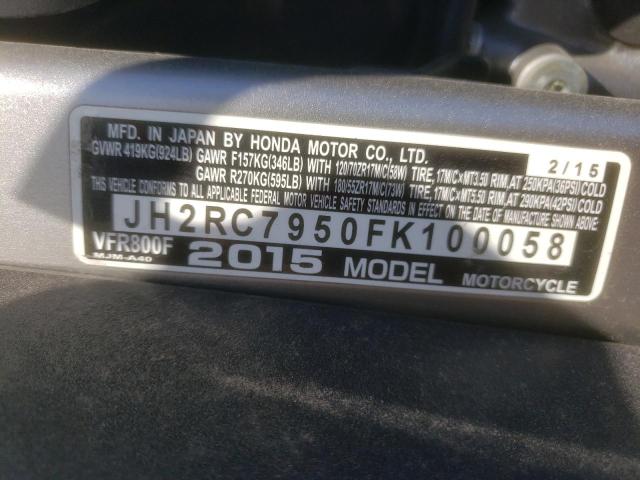 MFD. IN JAPAN BY HONDA MOTOR CO., LTD. 2/15
GVWR 419KG(924LB) GAWR F157KG(346LB) WITH 120/70ZR17M/C(58W) TIRE, 17M/C×MT3.50 RIM, AT 250KPA(36PSI)COLD
GAWR R270KG(595LB) WITH 180/55ZR17M/C(73W) TIRE, 17M/C×MT5.50 RIM, AT 290KPA(42PSI)COLD
THIS VEHICLE CONFORMS TO ALL APPLICABLE FEDERAL MOTOR VEHICLE SAFETY STANDARDS IN EFFECT ON THE DATE OF MANUFACTURE SHOWN ABOVE.
JH2RC7950FK100058
VFR800F 2015 MODEL MOTORCYCLE
MJM-A40